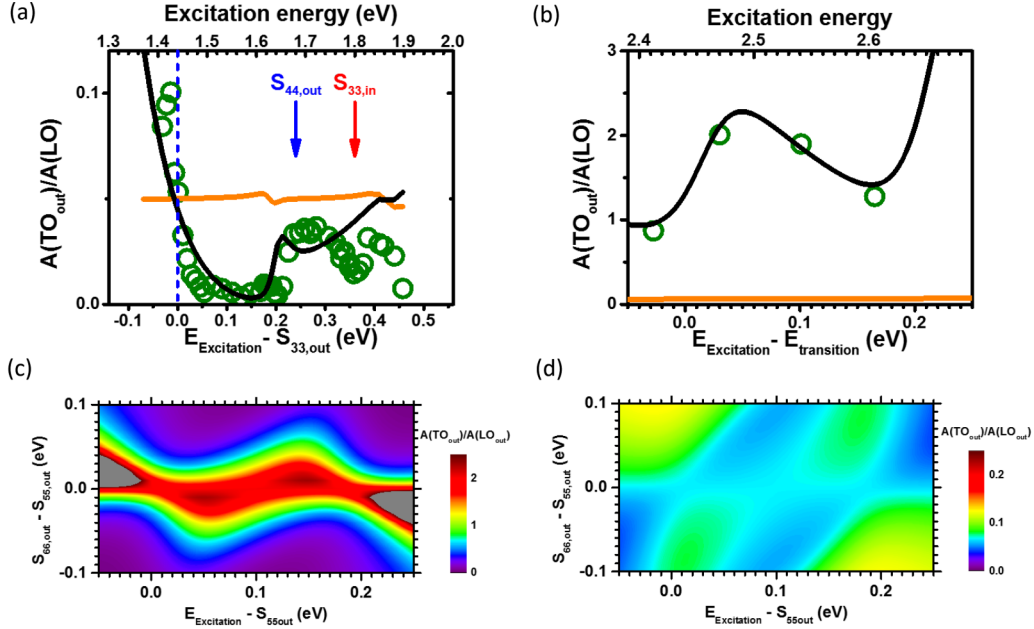 (a)
Excitation energy (eV)
1.3 1.4 1.5 1.6 1.7 1.8 1.9 2.0
S44,out
S33,in
0.1
0.0
A(TOout)/A(LO)
-0.1 0.0 0.1 0.2 0.3 0.4 0.5
EExcitation - S33,out (eV)
(b)
Excitation energy
2.4 2.5 2.6
3
2
1
0
A(TOout)/A(LO)
0.0 0.1 0.2
EExcitation- Etransition (eV)
(c)
0.1
0.0
-0.1
S66,out - S55,out (eV)
0.0 0.1 0.2
EExcitation - S55out (eV)
A(TOout)/A(LOout)
2
1
0
(d)
0.1
0.0
-0.1
S66,out - S55,out (eV)
0.0 0.1 0.2
EExcitation - S55out (eV)
A(TOout)/A(LOout)
0.2
0.1
0.0